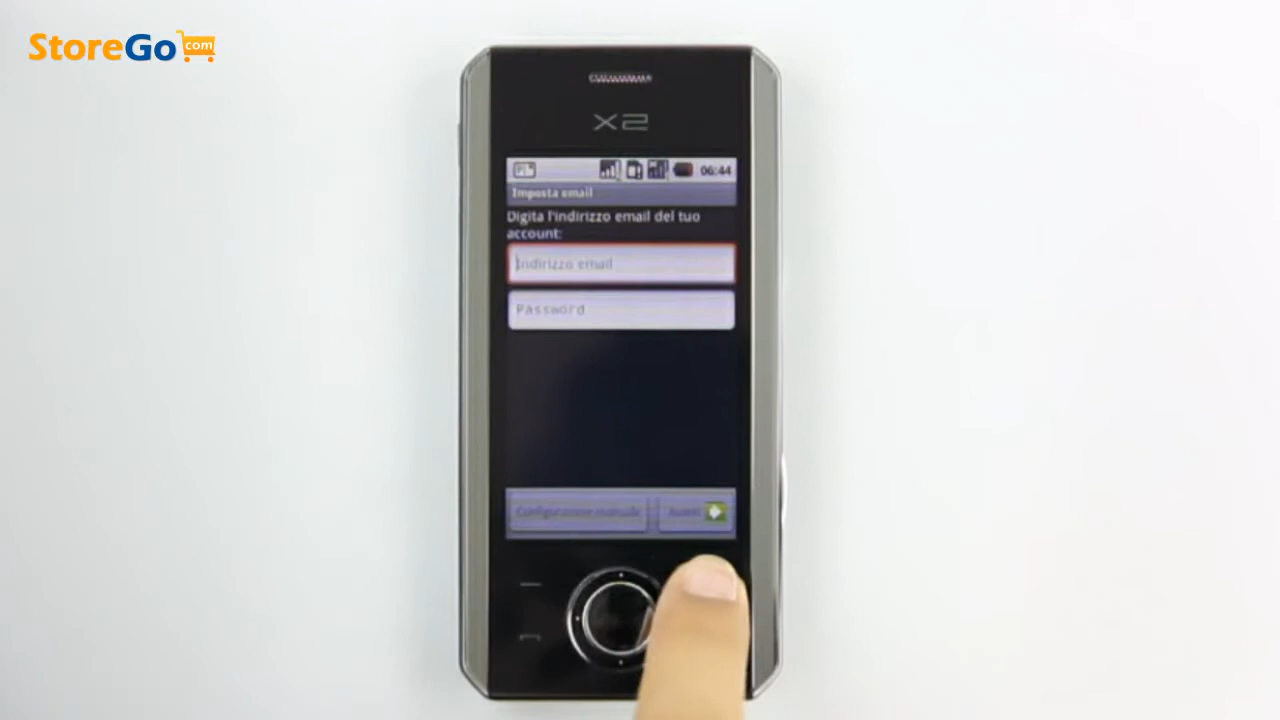 StoreGo com
X2
06:44
Imposta email
Digita l'indirizzo email del tuo
account:
Indirizzo email
Password
Configurazione manuale Avanti